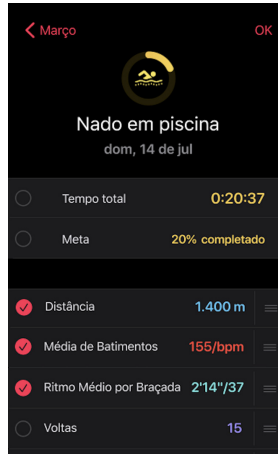 Março
OK
Nado em piscina
dom, 14 de jul
Tempo total 0:20:37
Meta 20% completado
Distância 1.400 m
Média de Batimentos 155/bpm
Ritmo Médio por Braçada 2'14"/37
Voltas 15